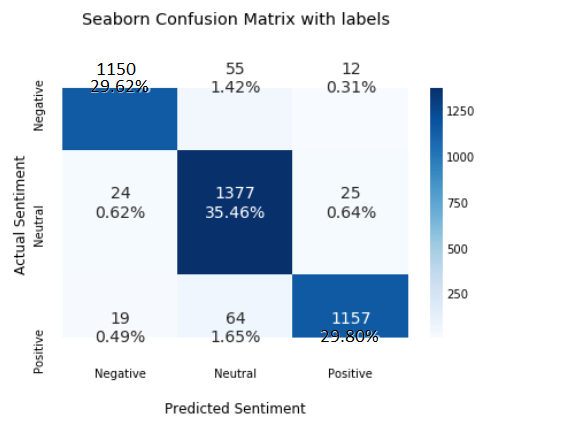 Seaborn Confusion Matrix with labels
1150 55 12
29.62% 1.42% 0.31%
Negative
24 1377 25
0.62% 35.46% 0.64%
Neutral
19 64 1157
0.49% 1.65% 29.80%
Positive
Actual Sentiment
Negative Neutral Positive
Predicted Sentiment
1250
1000
750
500
250